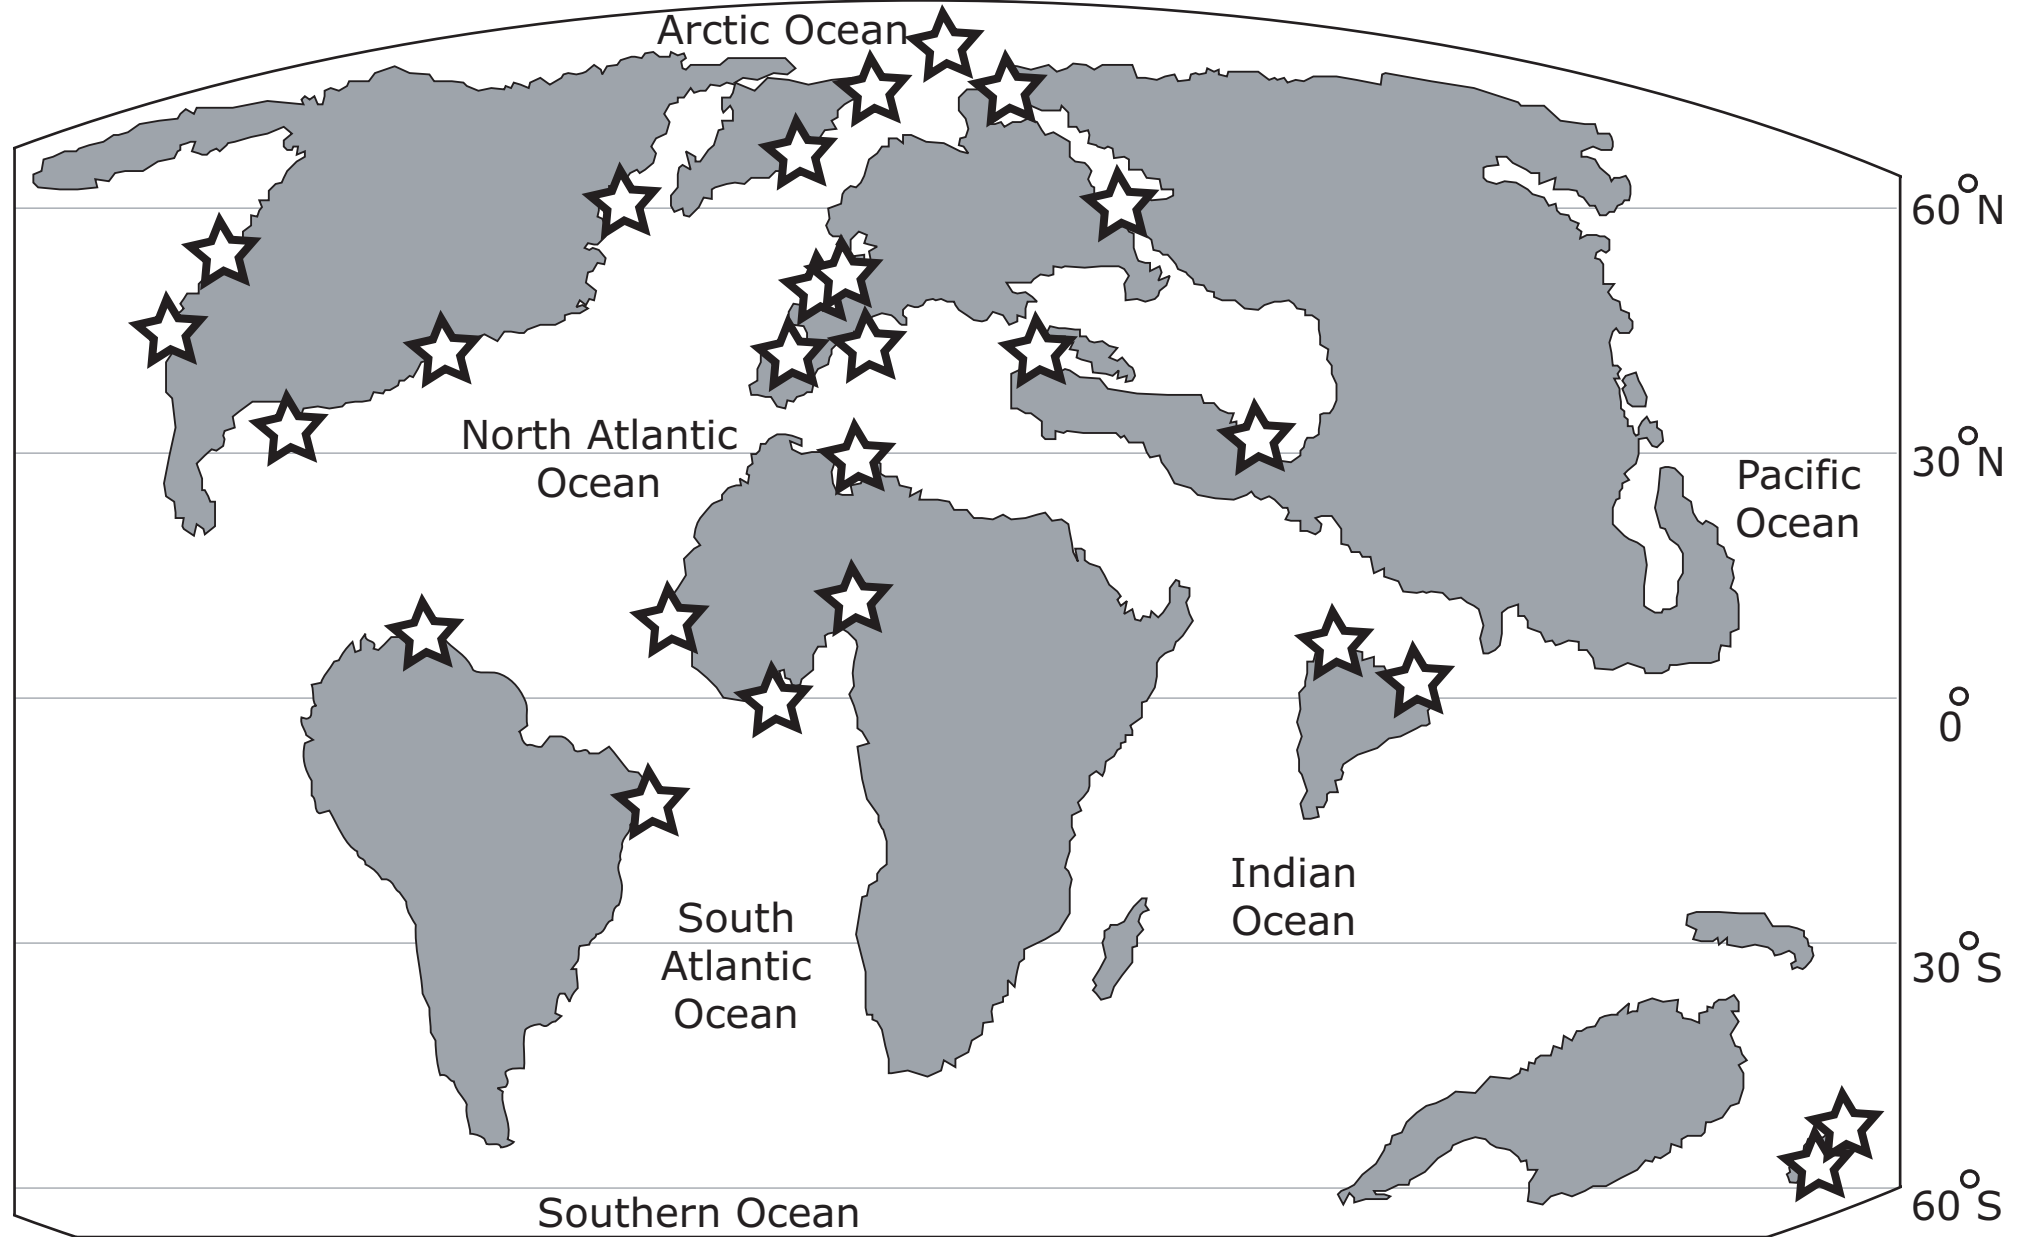 Arctic Ocean
60°N
North Atlantic
Ocean
30°N
Pacific
Ocean
0°
Indian
Ocean
South
Atlantic
Ocean
30°S
60°S
Southern Ocean